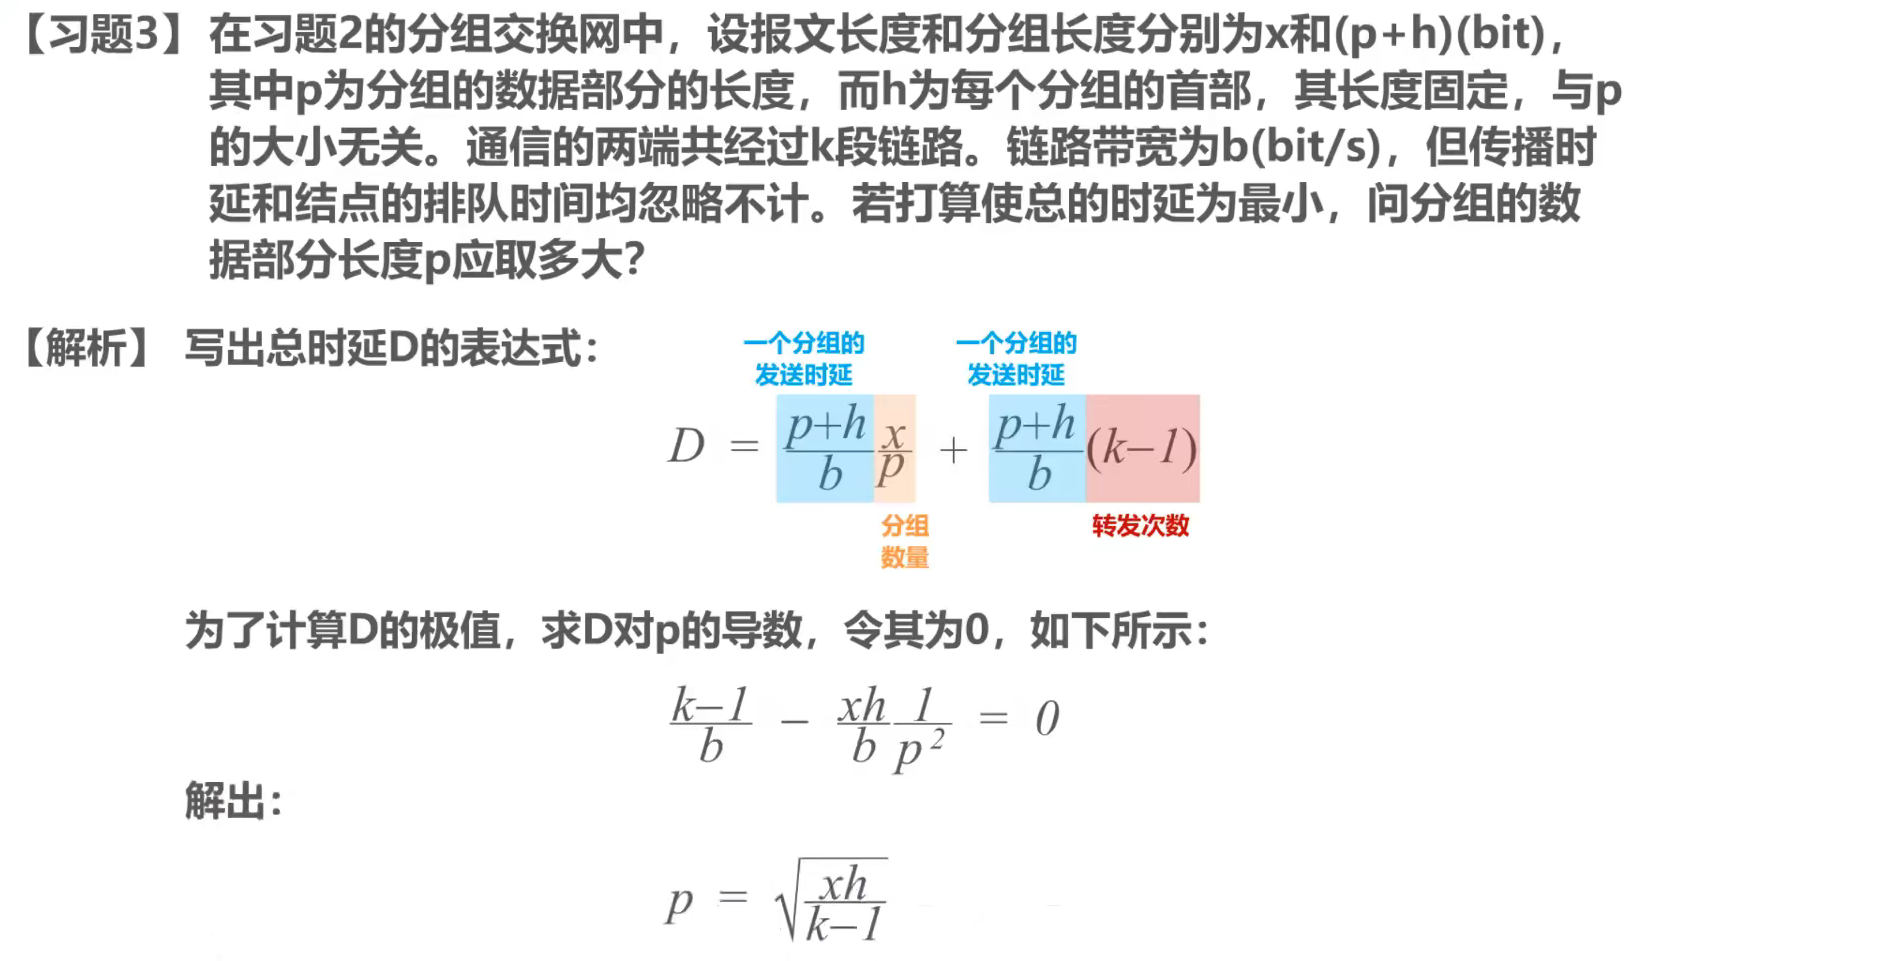 【习题3】在习题2的分组交换网中，设报文长度和分组长度分别为x和(p+h)(bit)，
其中p为分组的数据部分的长度，而h为每个分组的首部，其长度固定，与p
的大小无关。通信的两端共经过k段链路。链路带宽为b(bit/s)，但传播时
延和结点的排队时间均忽略不计。若打算使总的时延为最小，问分组的数
据部分长度p应取多大？
【解析】 写出总时延D的表达式：
一个分组的
发送时延
一个分组的
发送时延
D = \frac{p+h}{b}\frac{x}{p} + \frac{p+h}{b}(k-1)
分组
数量
转发次数
为了计算D的极值，求D对p的导数，令其为0，如下所示：
\frac{k-1}{b} - \frac{xh}{b}\frac{1}{p^2} = 0
解出：
p = \sqrt{\frac{xh}{k-1}}